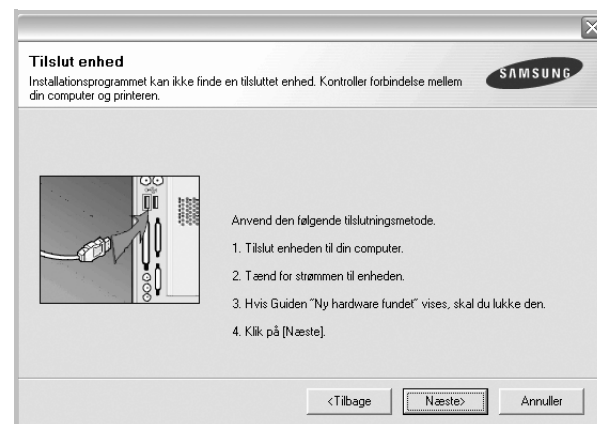 Tilslut enhed
Installationsprogrammet kan ikke finde en tilsluttet enhed. Kontroller forbindelse mellem
din computer og printeren.
SAMSUNG
Anvend den følgende tilslutningsmetode.
1. Tilslut enheden til din computer.
2. Tænd for strømmen til enheden.
3. Hvis Guiden "Ny hardware fundet" vises, skal du lukke den.
4. Klik på [Næste].
<Tilbage
Næste>
Annuller